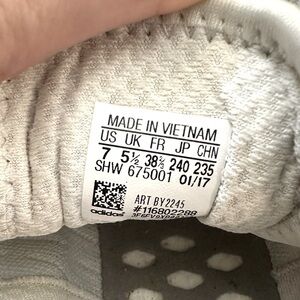 MADE IN VIETNAM
US UK FR JP CHN
7 5½ 38⅔ 240 235
SHW 675001 01/17
ART BY2245
#116802288
adidas